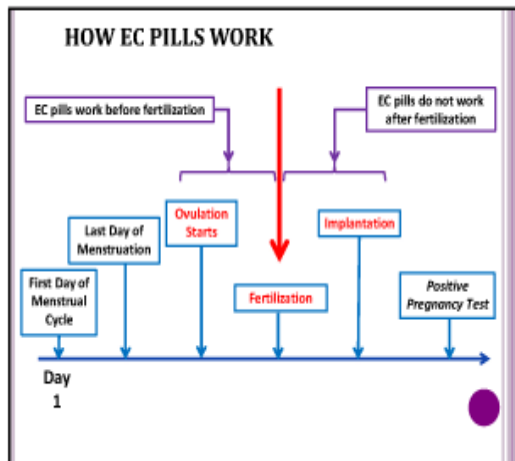 HOW EC PILLS WORK
EC pills work before fertilization
EC pills do not work
after fertilization
Ovulation
Starts
Implantation
Last Day of
Menstruation
First Day of
Menstrual
Cycle
Fertilization
Positive
Pregnancy Test
Day
1